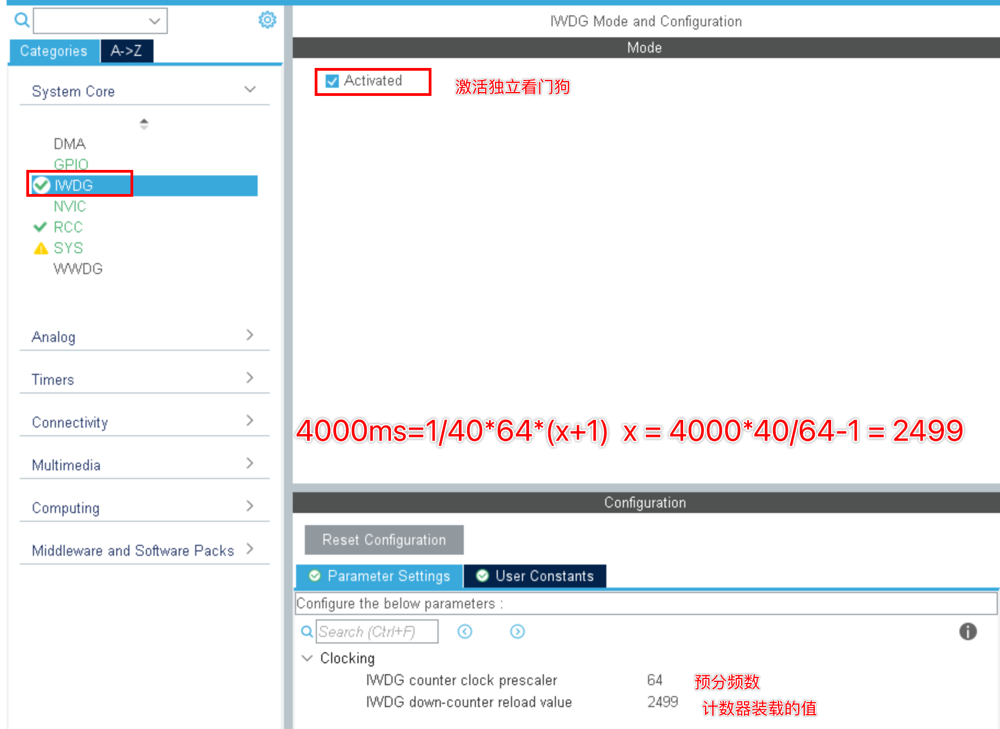 IWDG Mode and Configuration
Mode
Categories
A->Z
Activated
激活独立看门狗
System Core
DMA
GPIO
IWDG
NVIC
RCC
SYS
WWDG
Analog
Timers
Connectivity
Multimedia
Computing
Middleware and Software Packs
4000ms=1/40*64*(x+1) x = 4000*40/64-1 = 2499
Configuration
Reset Configuration
Parameter Settings
User Constants
Configure the below parameters :
Search (Ctrl+F)
Clocking
IWDG counter clock prescaler 64 预分频数
IWDG down-counter reload value 2499 计数器装载的值